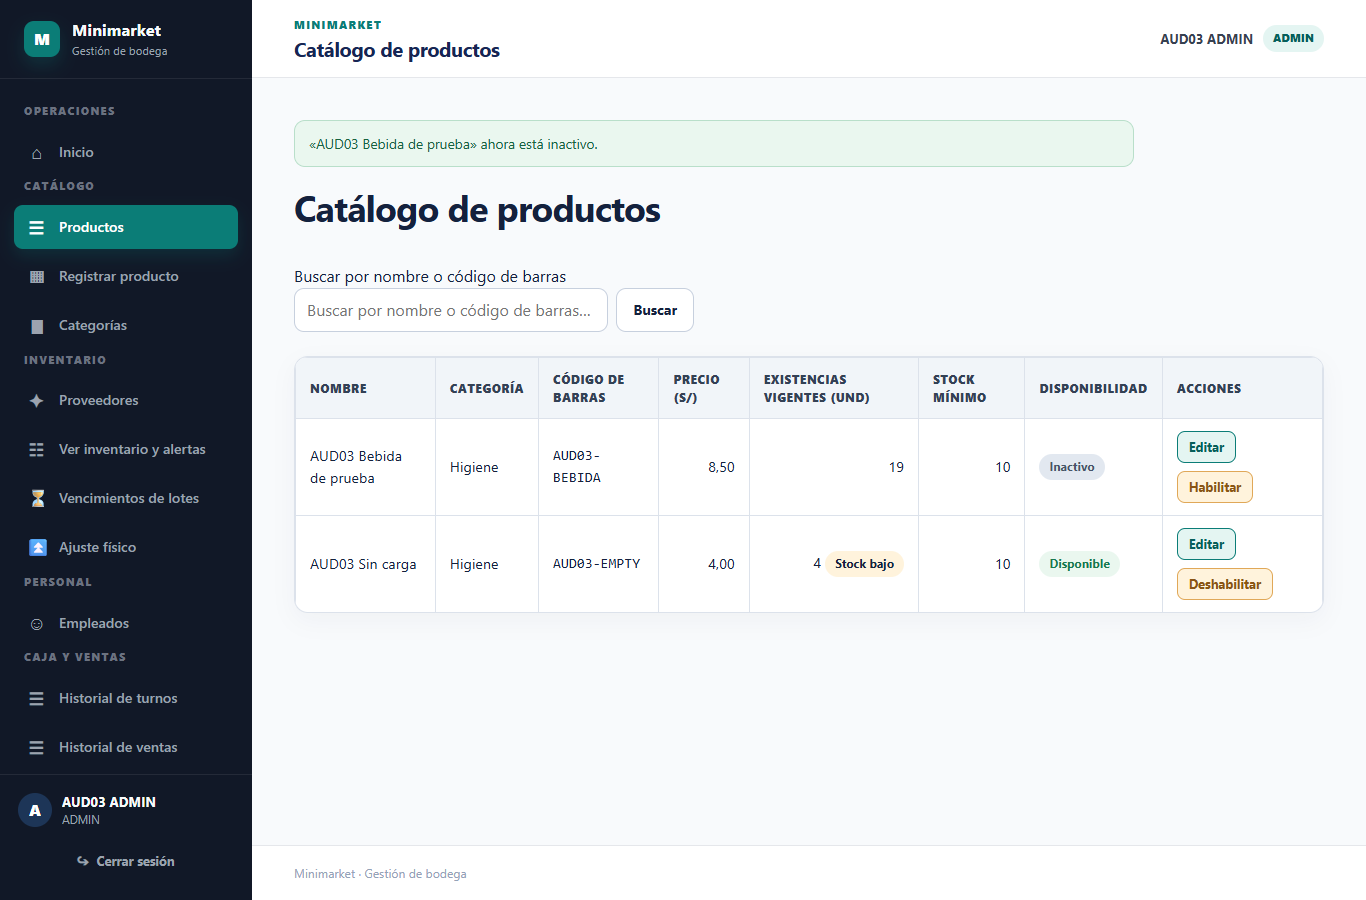 M
Minimarket
Gestión de bodega
OPERACIONES
Inicio
CATÁLOGO
Productos
Registrar producto
Categorías
INVENTARIO
Proveedores
Ver inventario y alertas
Vencimientos de lotes
Ajuste físico
PERSONAL
Empleados
CAJA Y VENTAS
Historial de turnos
Historial de ventas
A
AUD03 ADMIN
ADMIN
Cerrar sesión
MINIMARKET
Catálogo de productos
AUD03 ADMIN ADMIN
«AUD03 Bebida de prueba» ahora está inactivo.
Catálogo de productos
Buscar por nombre o código de barras
Buscar por nombre o código de barras... Buscar
NOMBRE CATEGORÍA CÓDIGO DE BARRAS PRECIO (S/) EXISTENCIAS VIGENTES (UND) STOCK MÍNIMO DISPONIBILIDAD ACCIONES
AUD03 Bebida de prueba Higiene AUD03-BEBIDA 8,50 19 10 Inactivo Editar Habilitar
AUD03 Sin carga Higiene AUD03-EMPTY 4,00 4 Stock bajo 10 Disponible Editar Deshabilitar
Minimarket · Gestión de bodega